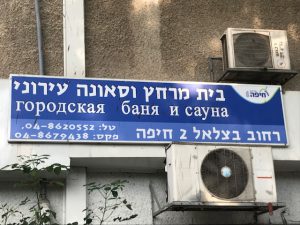 בית מרחץ וסאונה עירוני
חיפה
городская баня и сауна
טל: 04-8620552
רחוב בצלאל 2 חיפה
פקס: 04-8679438